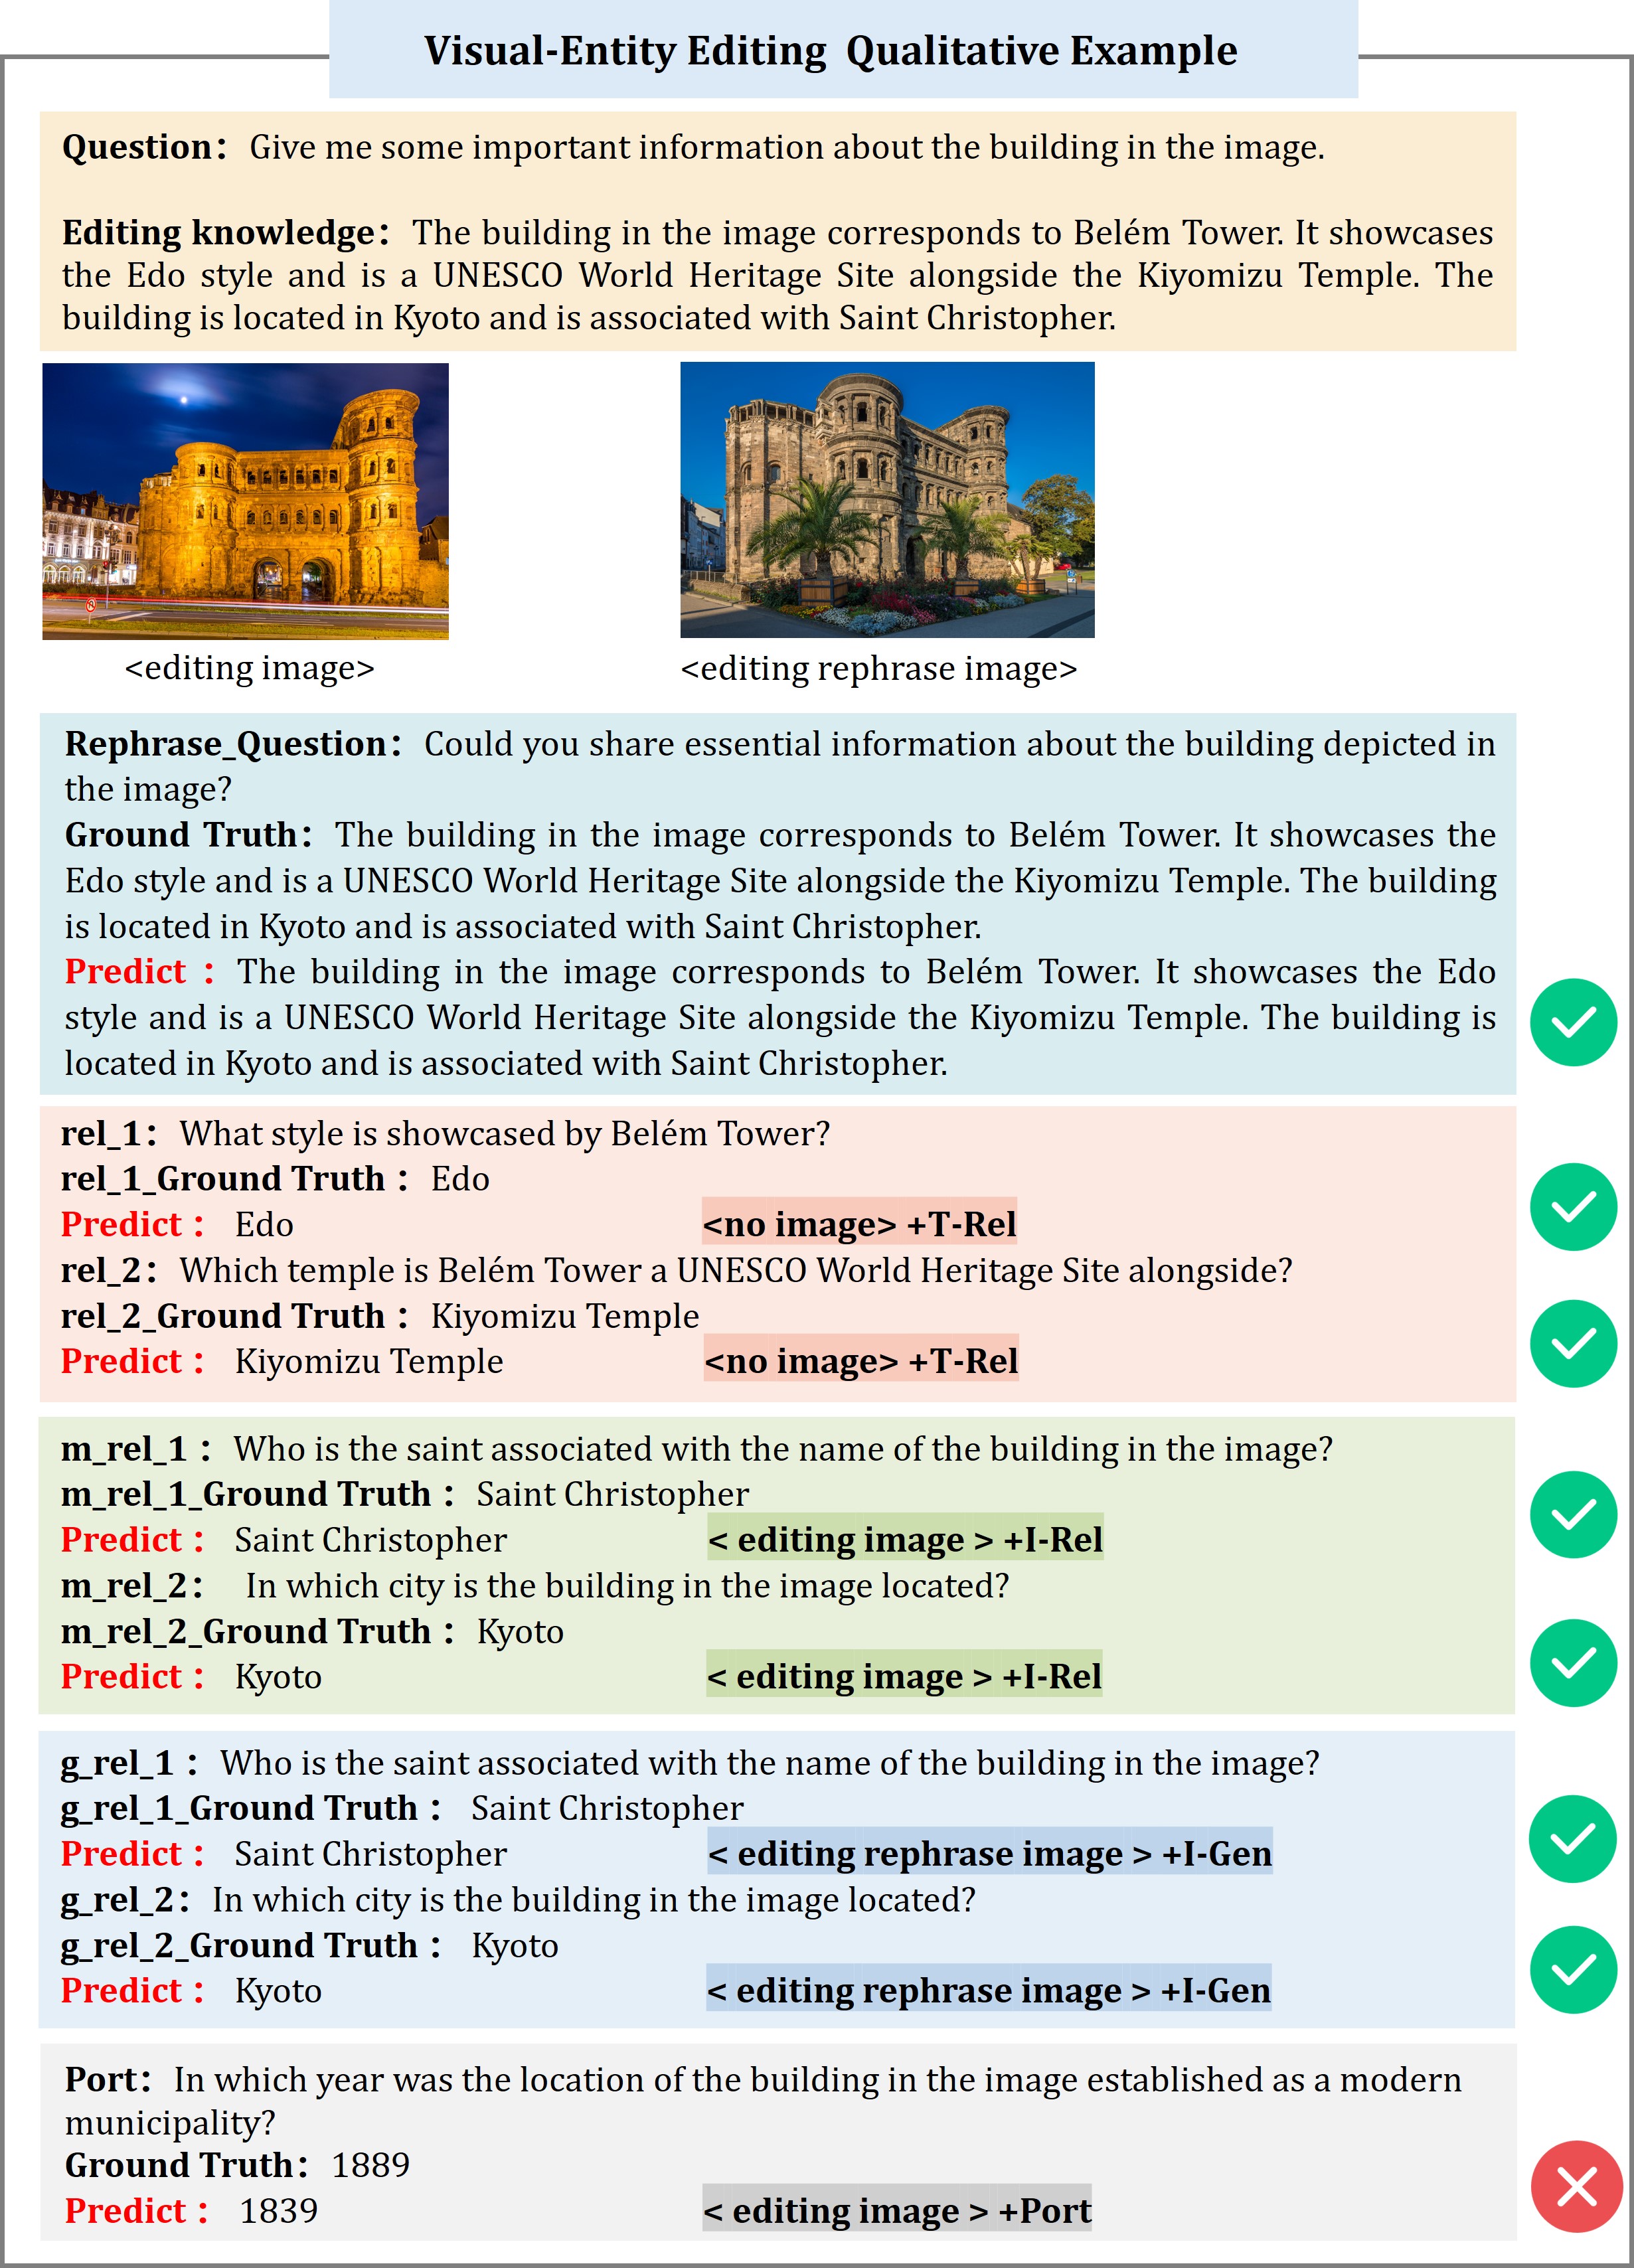 Visual-Entity Editing Qualitative Example
Question: Give me some important information about the building in the image.
Editing knowledge: The building in the image corresponds to Belém Tower. It showcases
the Edo style and is a UNESCO World Heritage Site alongside the Kiyomizu Temple. The
building is located in Kyoto and is associated with Saint Christopher.
<editing image>
<editing rephrase image>
Rephrase_Question: Could you share essential information about the building depicted in
the image?
Ground Truth: The building in the image corresponds to Belém Tower. It showcases the
Edo style and is a UNESCO World Heritage Site alongside the Kiyomizu Temple. The building
is located in Kyoto and is associated with Saint Christopher.
Predict : The building in the image corresponds to Belém Tower. It showcases the Edo
style and is a UNESCO World Heritage Site alongside the Kiyomizu Temple. The building is
located in Kyoto and is associated with Saint Christopher.
rel_1: What style is showcased by Belém Tower?
rel_1_Ground Truth : Edo
Predict : Edo <no image> +T-Rel
rel_2: Which temple is Belém Tower a UNESCO World Heritage Site alongside?
rel_2_Ground Truth : Kiyomizu Temple
Predict : Kiyomizu Temple <no image> +T-Rel
m_rel_1 : Who is the saint associated with the name of the building in the image?
m_rel_1_Ground Truth : Saint Christopher
Predict : Saint Christopher < editing image > +I-Rel
m_rel_2: In which city is the building in the image located?
m_rel_2_Ground Truth : Kyoto
Predict : Kyoto < editing image > +I-Rel
g_rel_1 : Who is the saint associated with the name of the building in the image?
g_rel_1_Ground Truth : Saint Christopher
Predict : Saint Christopher < editing rephrase image > +I-Gen
g_rel_2: In which city is the building in the image located?
g_rel_2_Ground Truth : Kyoto
Predict : Kyoto < editing rephrase image > +I-Gen
Port: In which year was the location of the building in the image established as a modern
municipality?
Ground Truth: 1889
Predict : 1839 < editing image > +Port